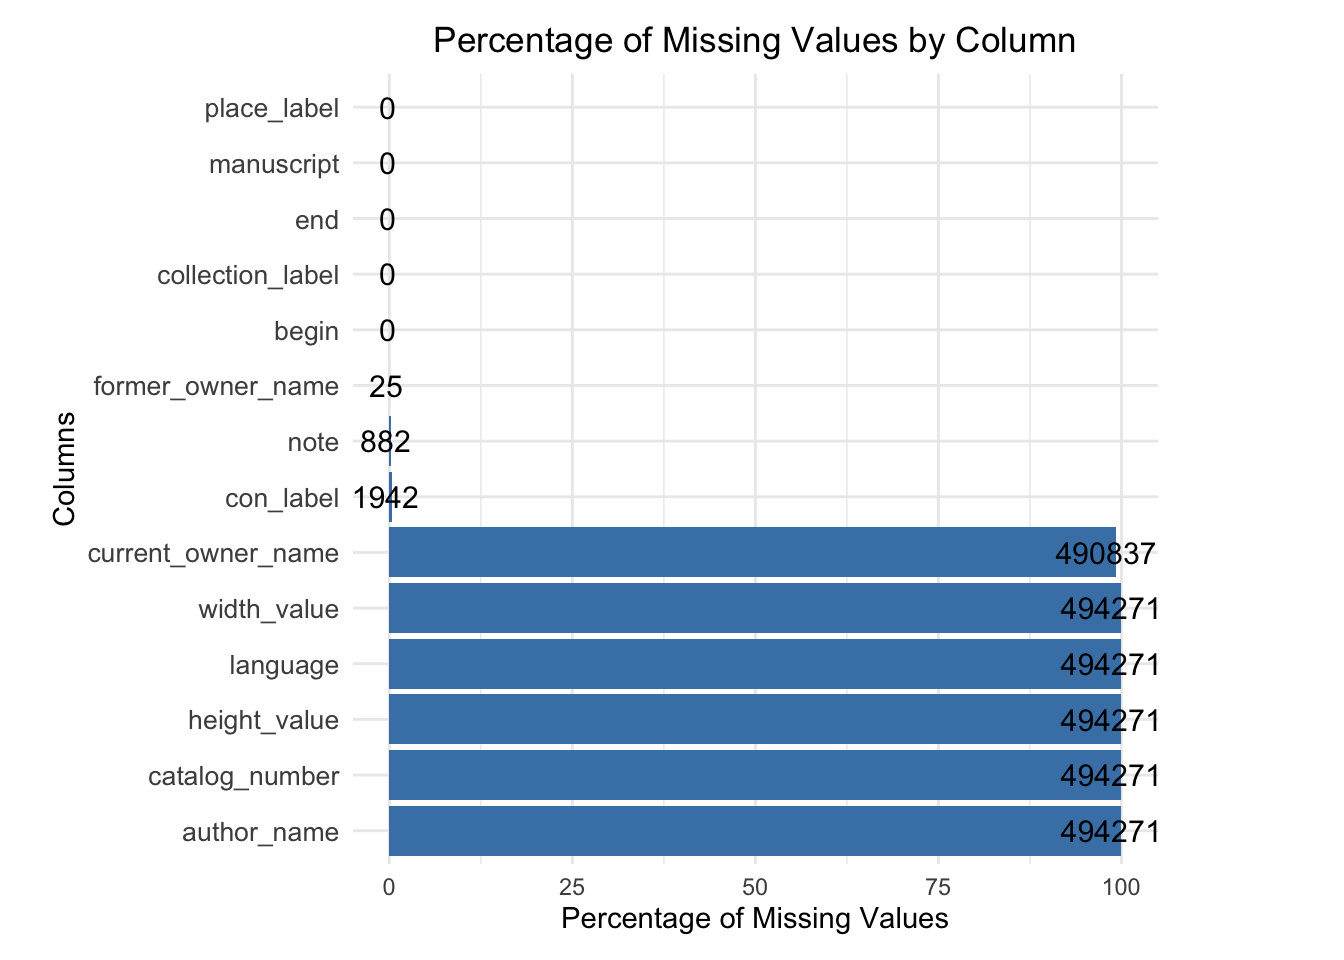 Percentage of Missing Values by Column
place_label 0
manuscript 0
end 0
collection_label 0
begin 0
former_owner_name 25
note 882
con_label 1942
current_owner_name 490837
width_value 494271
language 494271
height_value 494271
catalog_number 494271
author_name 494271
Columns
0 25 50 75 100
Percentage of Missing Values